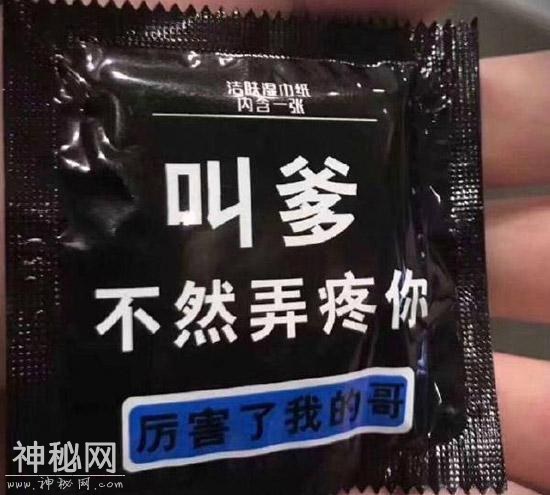 洁肤湿巾纸
内含一张
叫爹
不然弄疼你
厉害了我的哥
神秘网
www.神秘网.com